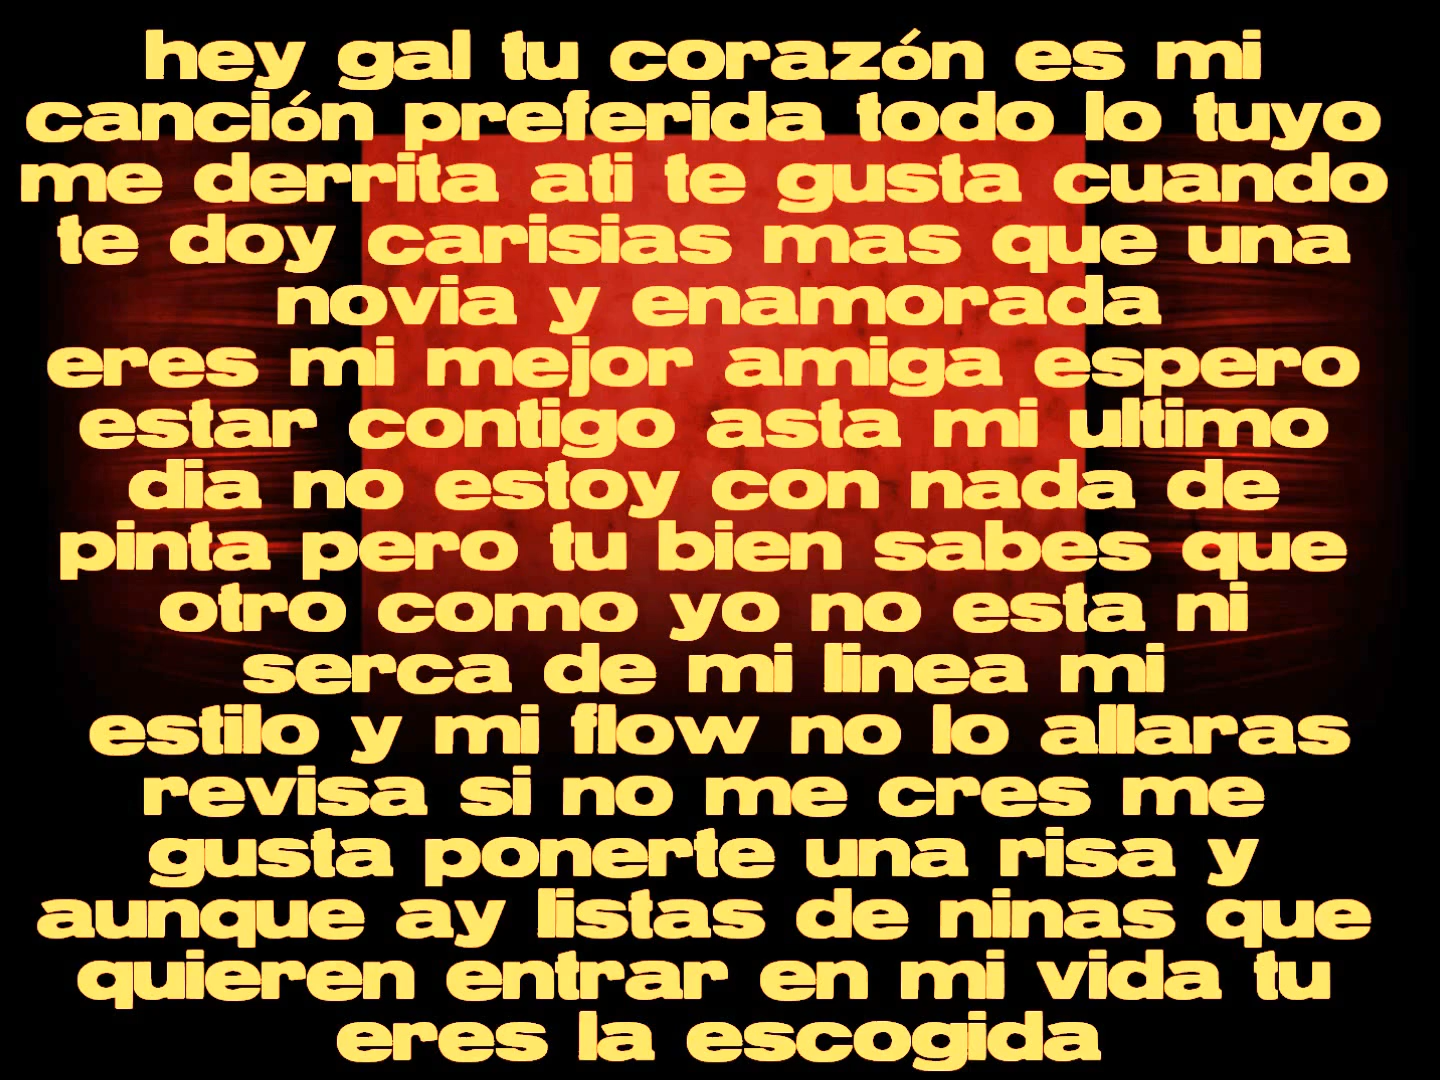 hey gal tu corazón es mi
canción preferida todo lo tuyo
me derrita ati te gusta cuando
te doy carisias mas que una
novia y enamorada
eres mi mejor amiga espero
estar contigo asta mi ultimo
dia no estoy con nada de
pinta pero tu bien sabes que
otro como yo no esta ni
serca de mi linea mi
estilo y mi flow no lo allaras
revisa si no me cres me
gusta ponerte una risa y
aunque ay listas de ninas que
quieren entrar en mi vida tu
eres la escogida